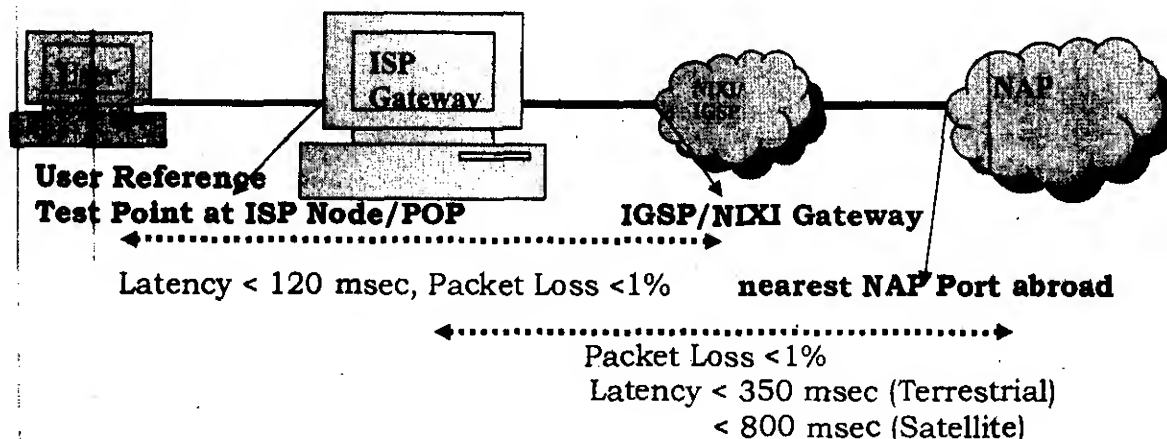 User
ISP
Gateway
NIXI/
IGSP
NAP
User Reference
Test Point at ISP Node/POP
IGSP/NIXI Gateway
Latency < 120 msec, Packet Loss <1%
nearest NAP Port abroad
Packet Loss <1%
Latency < 350 msec (Terrestrial)
< 800 msec (Satellite)